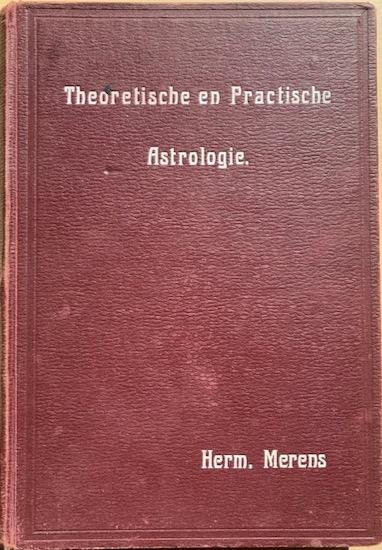 Theoretische en Practische
Astrologie.
Herm. Merens